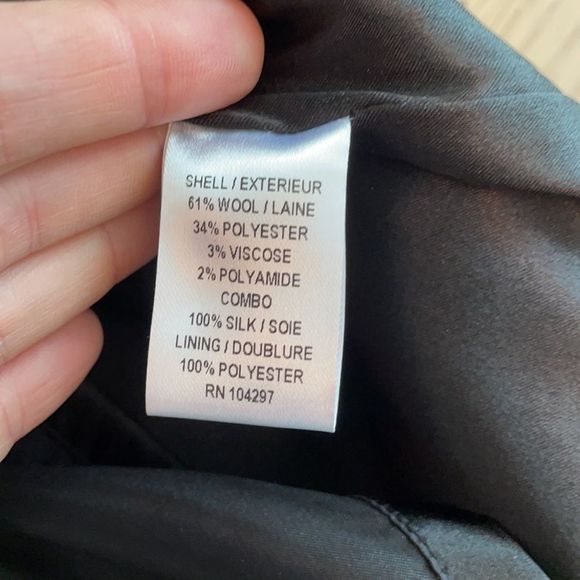 SHELL / EXTERIEUR
61% WOOL / LAINE
34% POLYESTER
3% VISCOSE
2% POLYAMIDE
COMBO
100% SILK / SOIE
LINING / DOUBLURE
100% POLYESTER
RN 104297